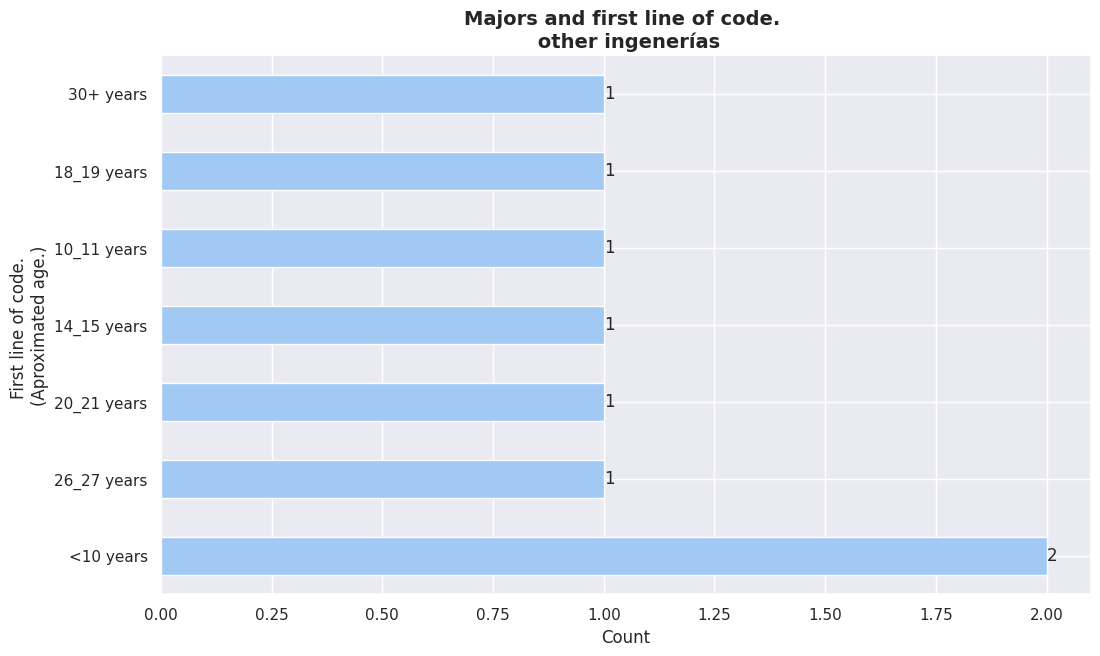 Majors and first line of code.
other ingenerías
First line of code.
(Aproximated age.)
30+ years
1
18_19 years
1
10_11 years
1
14_15 years
1
20_21 years
1
26_27 years
1
<10 years
2
0.00 0.25 0.50 0.75 1.00 1.25 1.50 1.75 2.00
Count